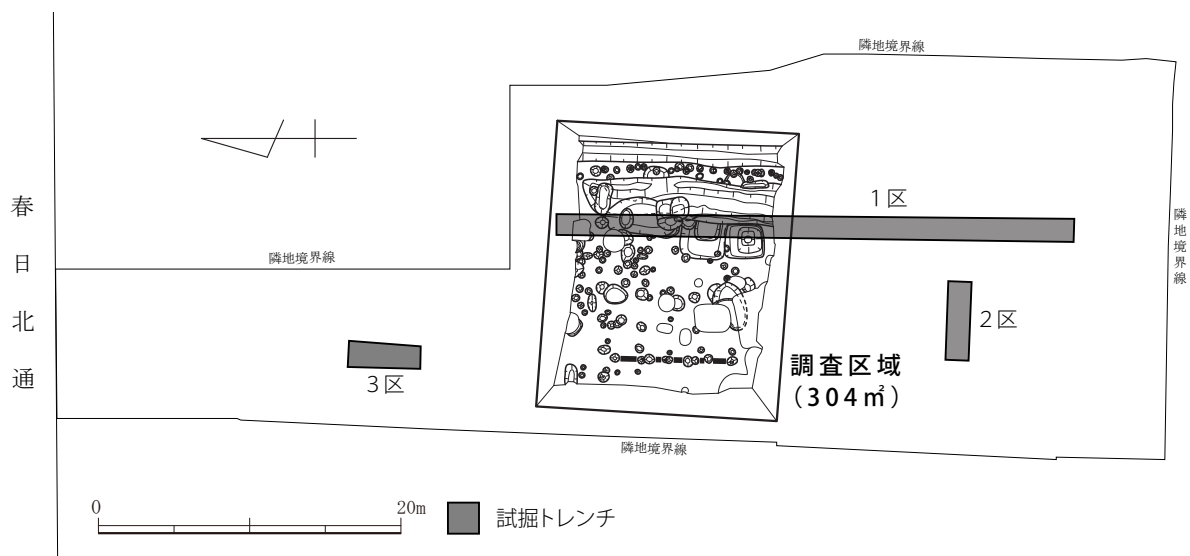 隣地境界線
春日北通
隣地境界線
1区
隣地境界線
2区
3区
調査区域
（304㎡）
隣地境界線
0
20m
試掘トレンチ